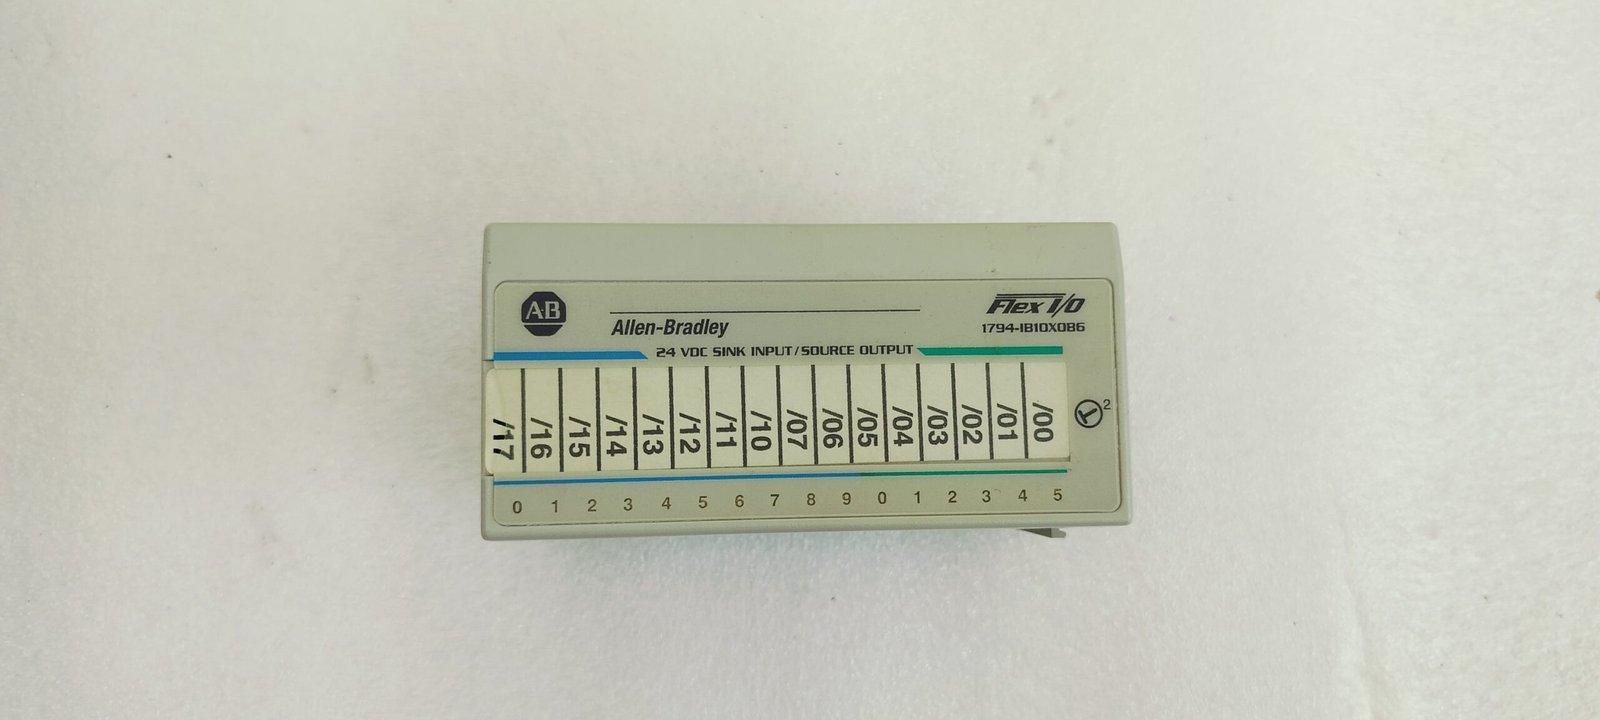 AB
Allen-Bradley
Flex I/O
1794-IB10XOB6
24 VDC SINK INPUT/SOURCE OUTPUT
/17 /16 /15 /14 /13 /12 /11 /10 /07 /06 /05 /04 /03 /02 /01 /00
2
0 1 2 3 4 5 6 7 8 9 0 1 2 3 4 5